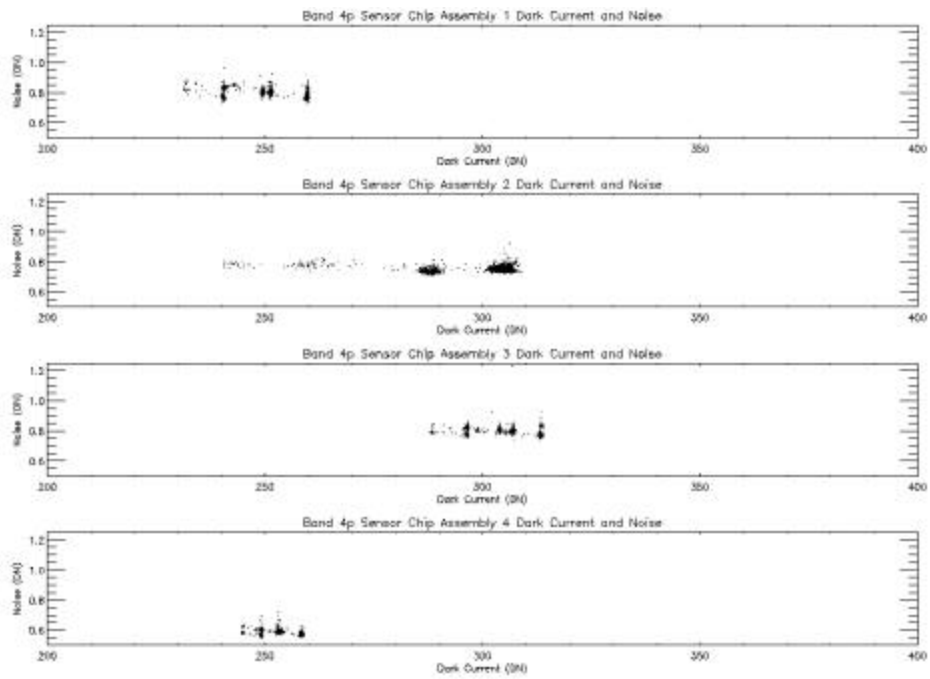 Band 4p Sensor Chip Assembly 1 Dark Current and Noise
1.2
1.0
0.8
0.6
Noise (DN)
200 250 300 350 400
Dark Current (DN)
Band 4p Sensor Chip Assembly 2 Dark Current and Noise
1.2
1.0
0.8
0.6
Noise (DN)
200 250 300 350 400
Dark Current (DN)
Band 4p Sensor Chip Assembly 3 Dark Current and Noise
1.2
1.0
0.8
0.6
Noise (DN)
200 250 300 350 400
Dark Current (DN)
Band 4p Sensor Chip Assembly 4 Dark Current and Noise
1.2
1.0
0.8
0.6
Noise (DN)
200 250 300 350 400
Dark Current (DN)